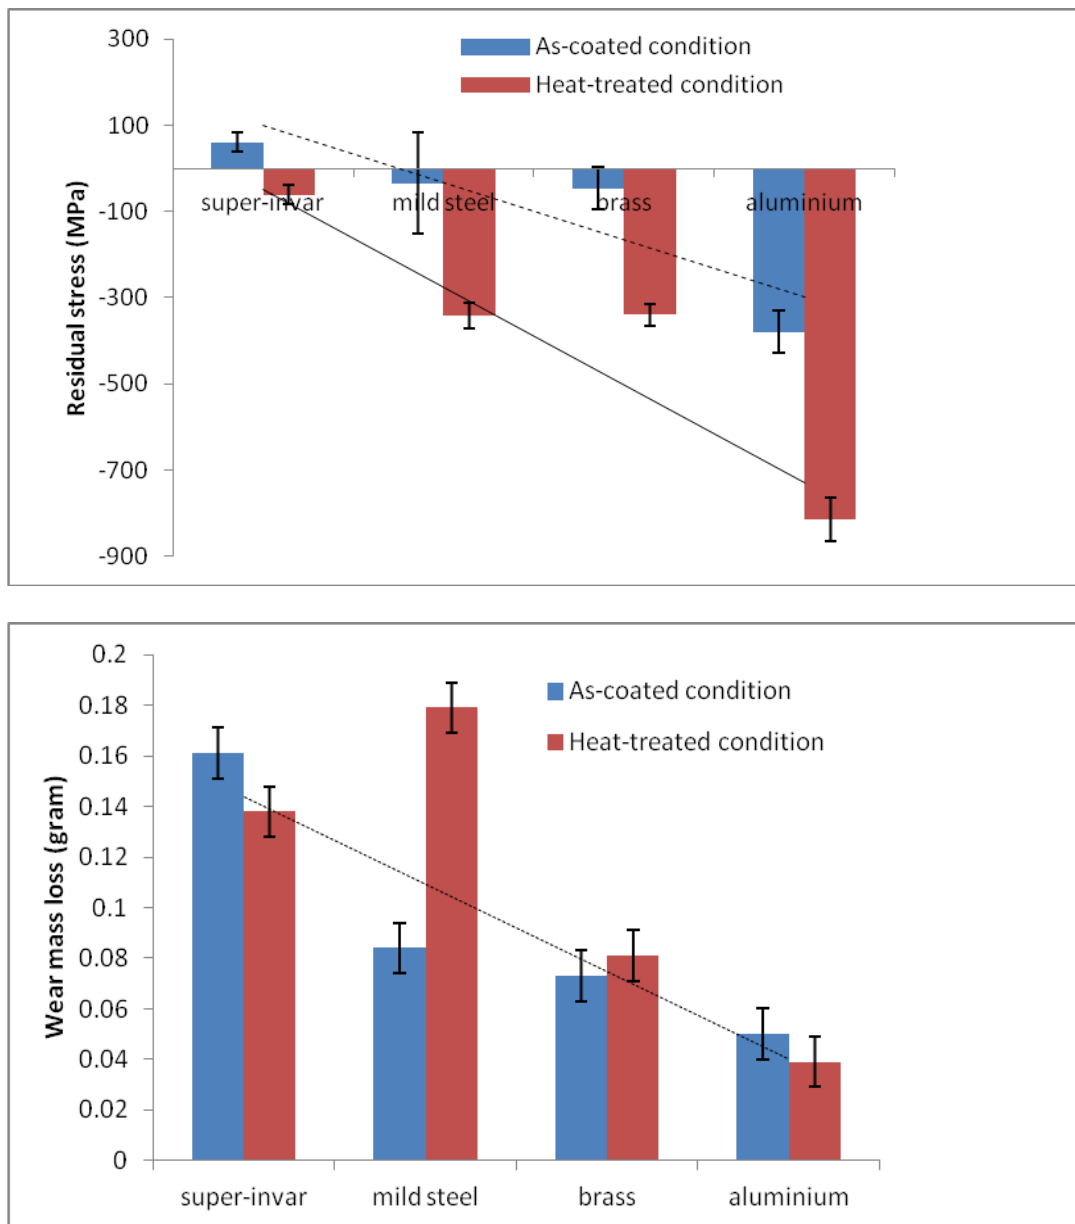 300
As-coated condition
Heat-treated condition
100
-100
-300
-500
-700
-900
Residual stress (MPa)
super-invar mild steel brass aluminium
0.2
0.18
0.16
0.14
0.12
0.1
0.08
0.06
0.04
0.02
0
As-coated condition
Heat-treated condition
Wear mass loss (gram)
super-invar mild steel brass aluminium